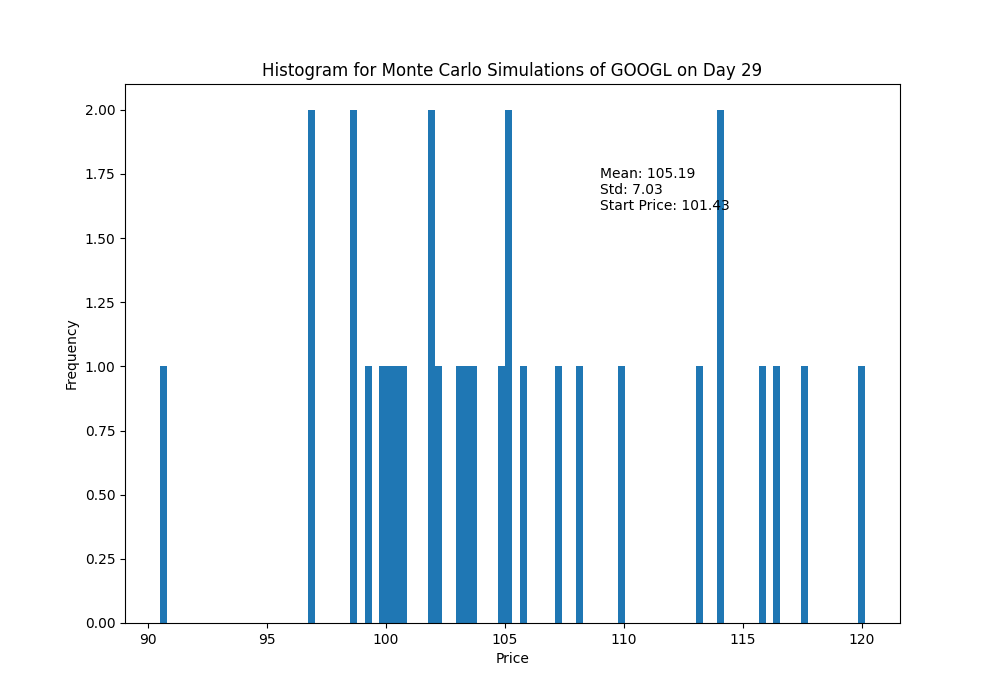 Histogram for Monte Carlo Simulations of GOOGL on Day 29
2.00
1.75
1.50
1.25
1.00
0.75
0.50
0.25
0.00
Frequency
Mean: 105.19
Std: 7.03
Start Price: 101.43
90 95 100 105 110 115 120
Price